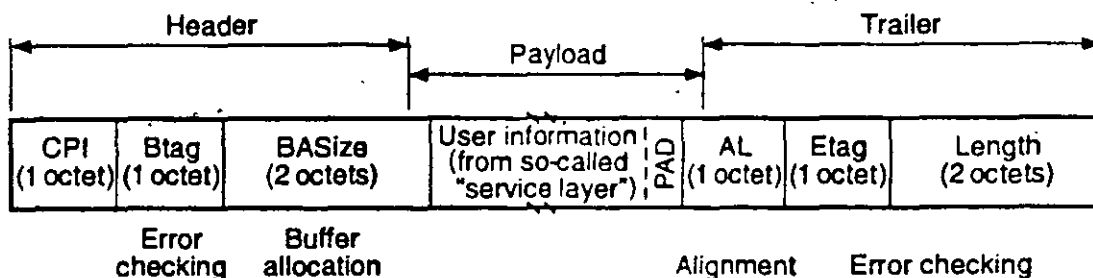 Header
Trailer
Payload
CPI
(1 octet)
Btag
(1 octet)
BASize
(2 octets)
User information
(from so-called
"service layer")
PAD
AL
(1 octet)
Etag
(1 octet)
Length
(2 octets)
Error
checking
Buffer
allocation
Alignment
Error checking